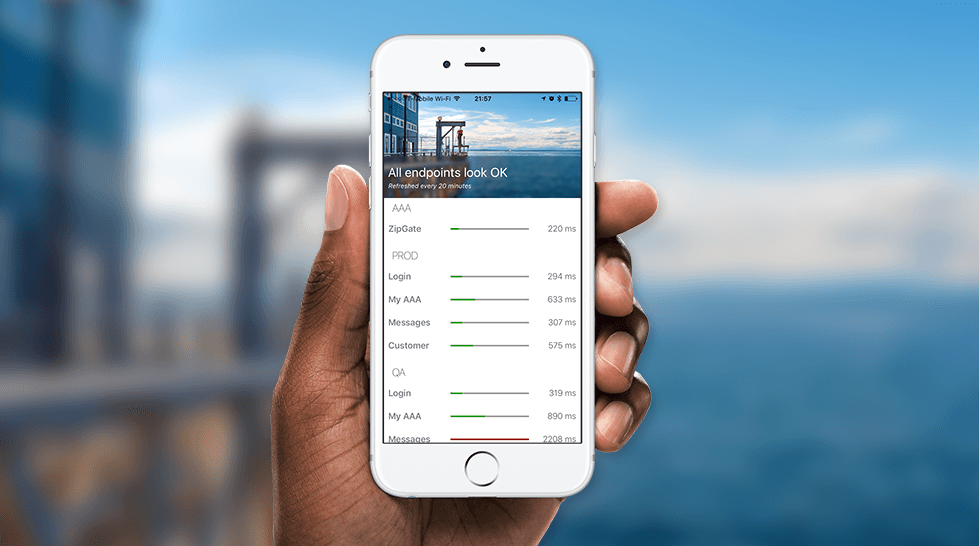 Mobile Wi-Fi 21:57
All endpoints look OK
Refreshed every 20 minutes
AAA
ZipGate 220 ms
PROD
Login 294 ms
My AAA 633 ms
Messages 307 ms
Customer 575 ms
QA
Login 319 ms
My AAA 890 ms
Messages 2208 ms